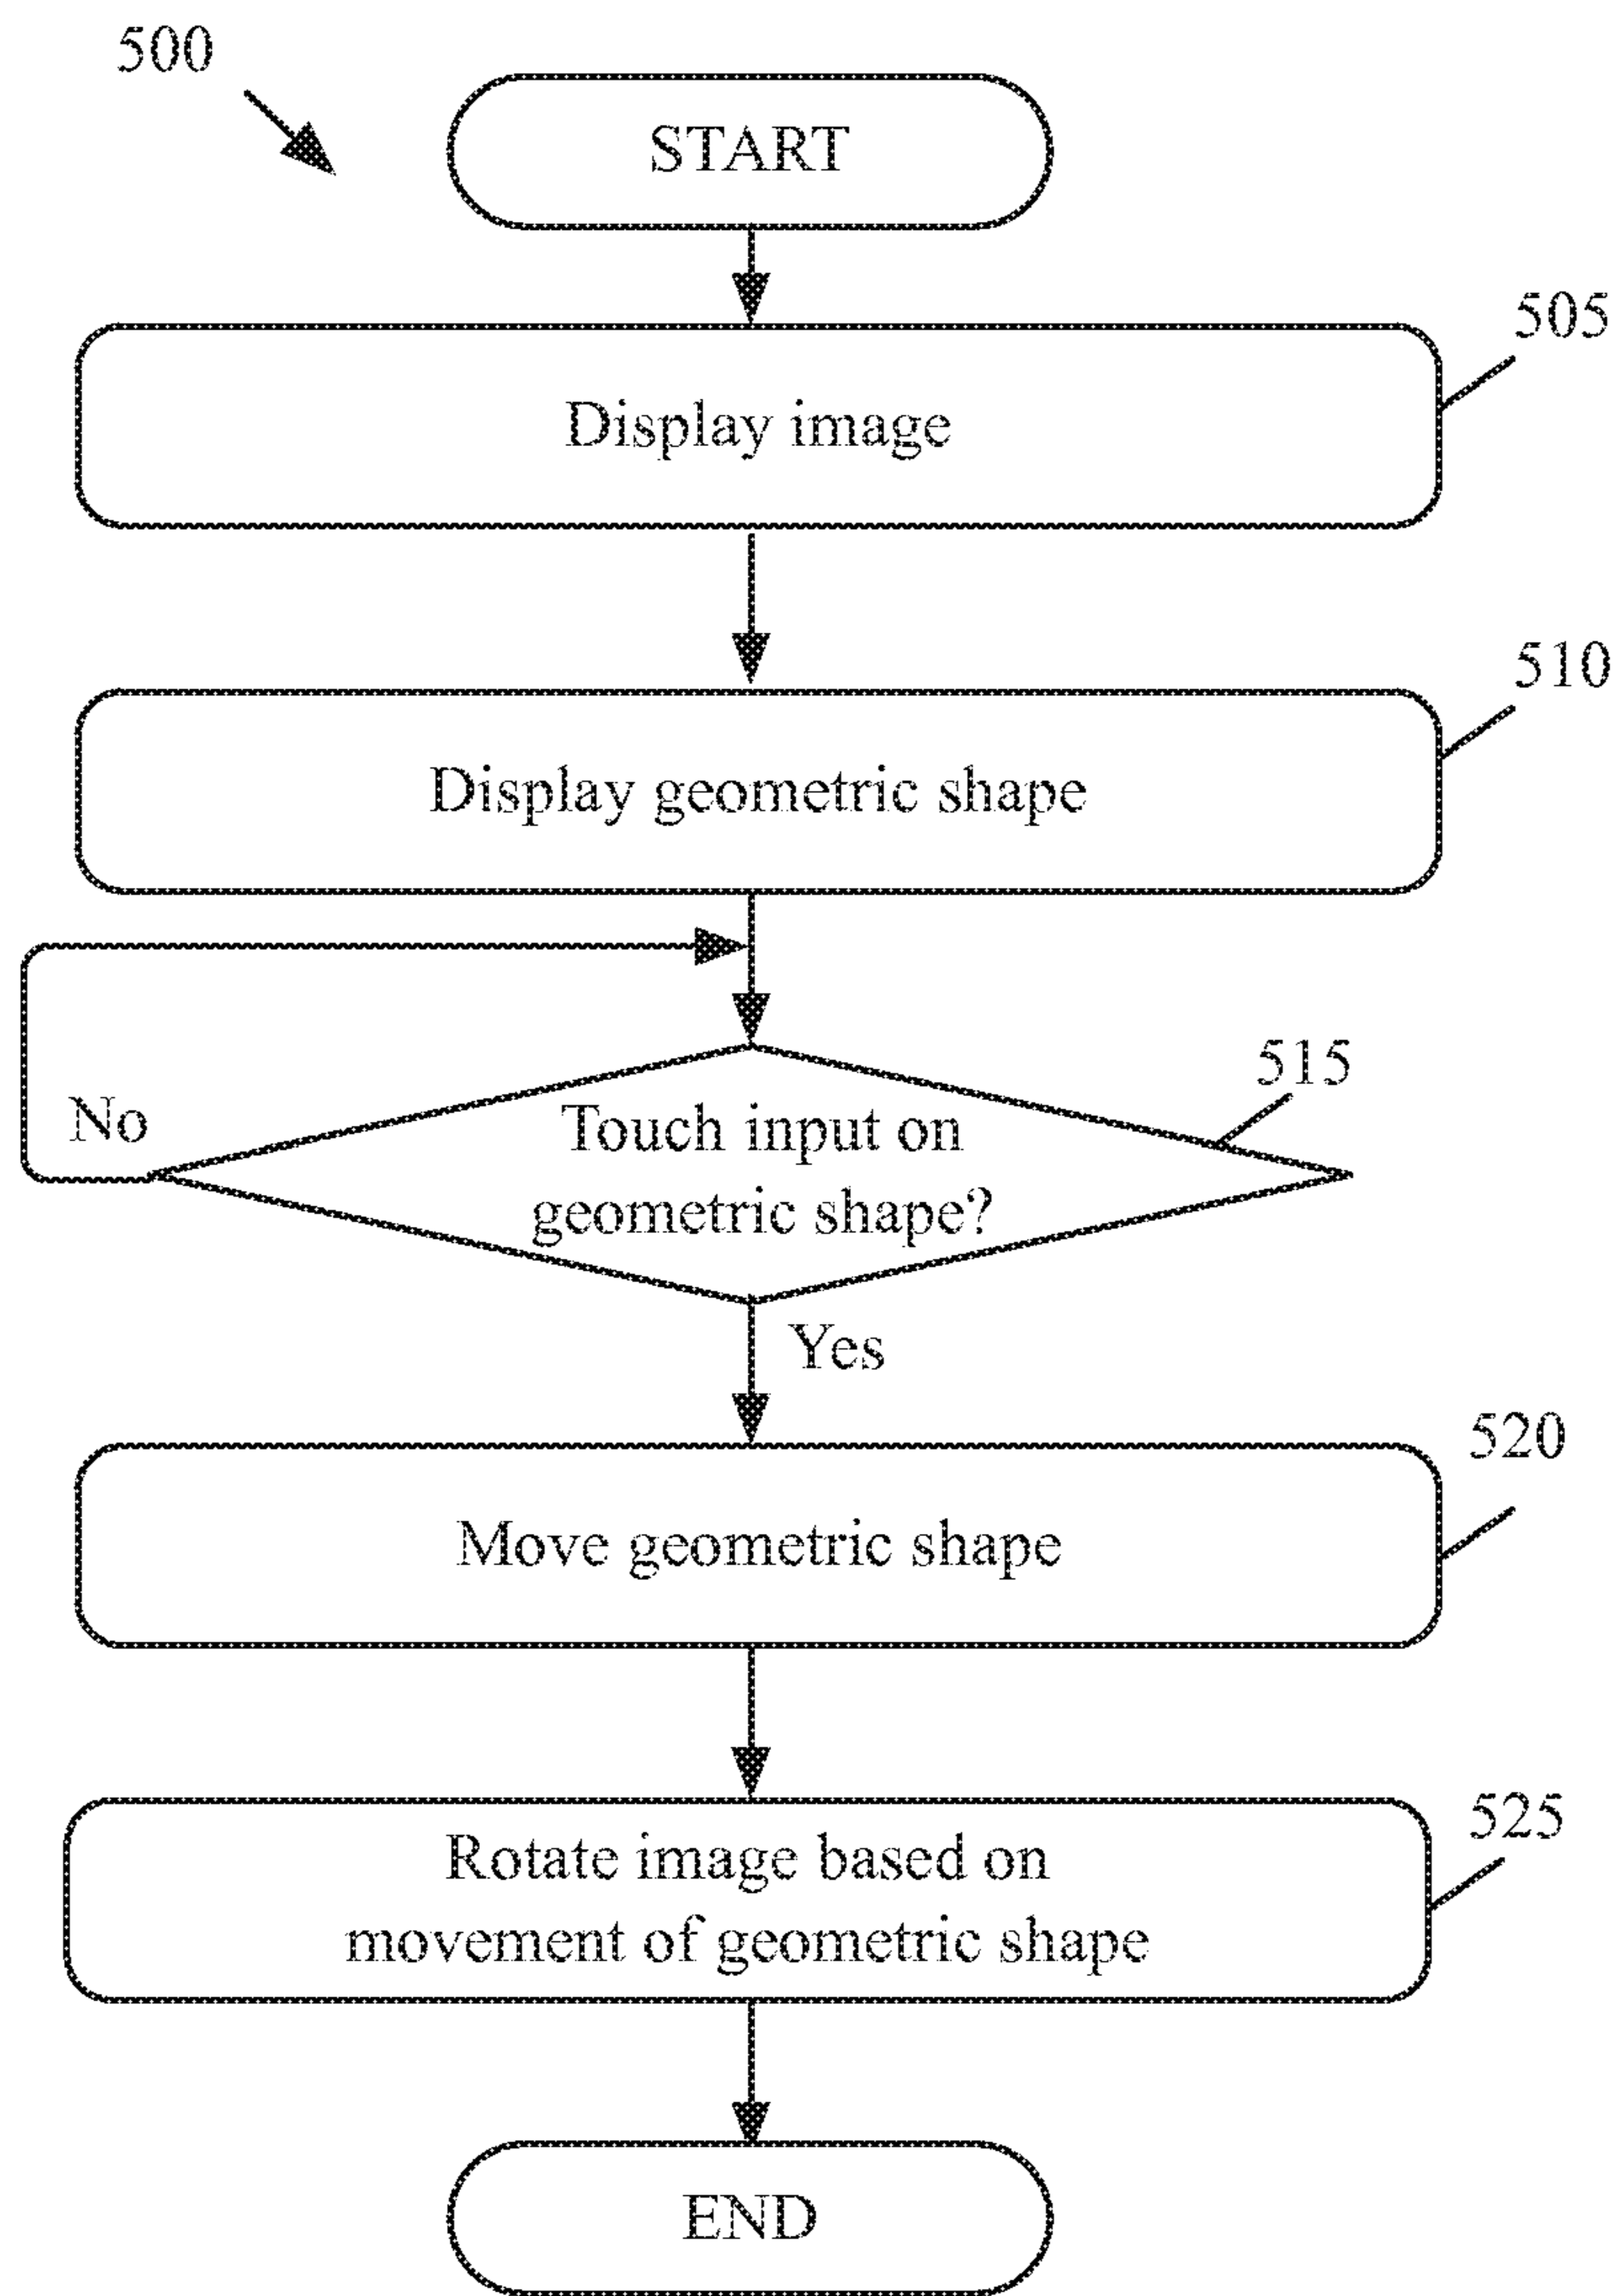 500
START
505
Display image
510
Display geometric shape
515
No
Touch input on
geometric shape?
Yes
520
Move geometric shape
525
Rotate image based on
movement of geometric shape
END